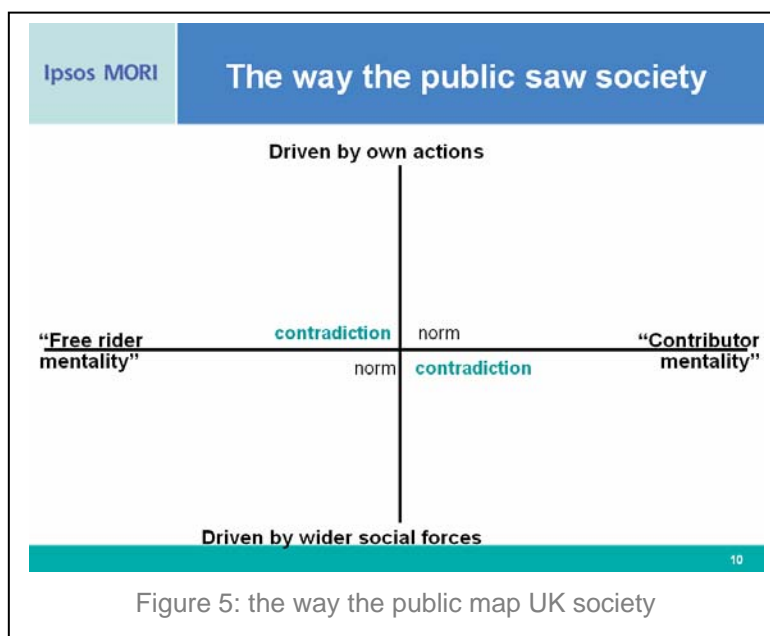 Ipsos MORI
The way the public saw society
Driven by own actions
contradiction norm
“Free rider
mentality”
“Contributor
mentality”
norm contradiction
Driven by wider social forces
10
Figure 5: the way the public map UK society